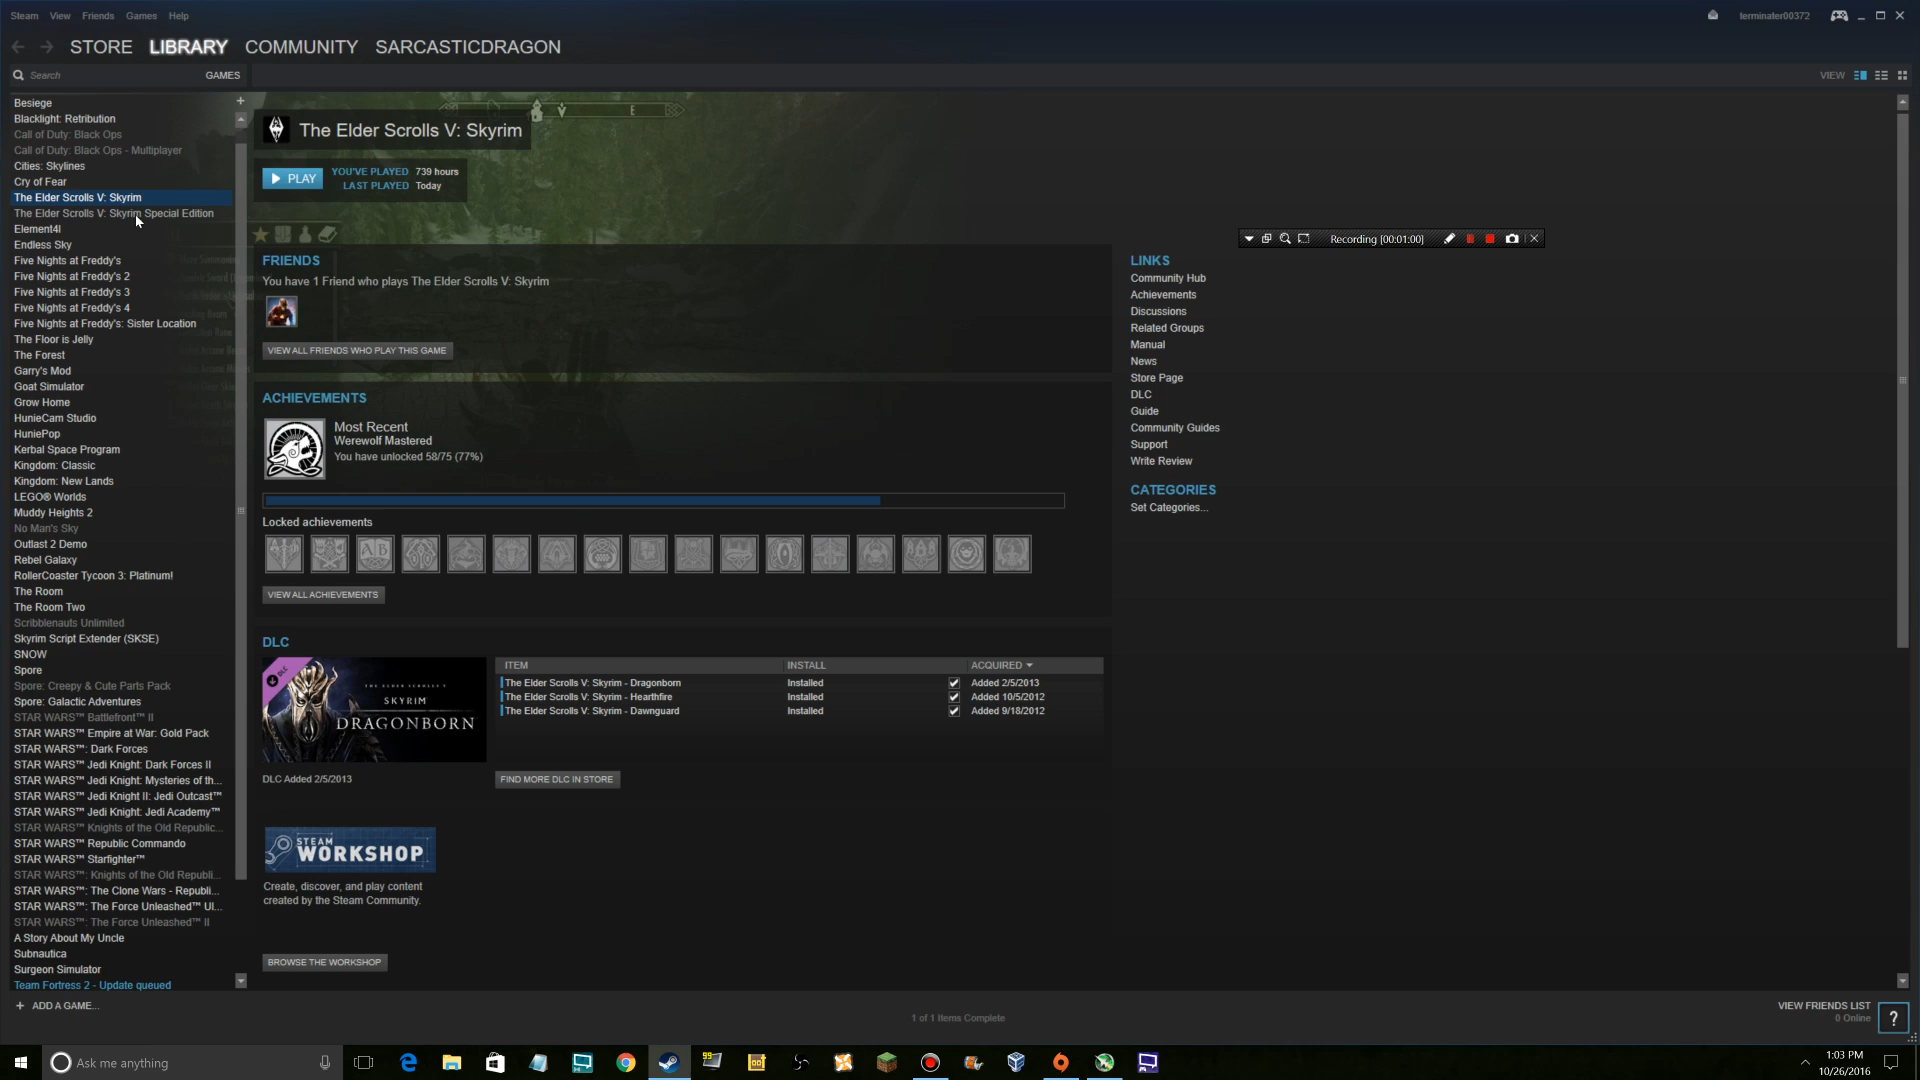 Steam View Friends Games Help
terminater00372
STORE LIBRARY COMMUNITY SARCASTICDRAGON
Search GAMES
VIEW
Besiege
Blacklight: Retribution
Call of Duty: Black Ops
Call of Duty: Black Ops - Multiplayer
Cities: Skylines
Cry of Fear
The Elder Scrolls V: Skyrim
The Elder Scrolls V: Skyrim Special Edition
Element4l
Endless Sky
Five Nights at Freddy's
Five Nights at Freddy's 2
Five Nights at Freddy's 3
Five Nights at Freddy's 4
Five Nights at Freddy's: Sister Location
The Floor is Jelly
The Forest
Garry's Mod
Goat Simulator
Grow Home
HunieCam Studio
HuniePop
Kerbal Space Program
Kingdom: Classic
Kingdom: New Lands
LEGO® Worlds
Muddy Heights 2
No Man's Sky
Outlast 2 Demo
Rebel Galaxy
RollerCoaster Tycoon 3: Platinum!
The Room
The Room Two
Scribblenauts Unlimited
Skyrim Script Extender (SKSE)
SNOW
Spore
Spore: Creepy & Cute Parts Pack
Spore: Galactic Adventures
STAR WARS™ Battlefront™ II
STAR WARS™ Empire at War: Gold Pack
STAR WARS™: Dark Forces
STAR WARS™ Jedi Knight: Dark Forces II
STAR WARS™ Jedi Knight: Mysteries of th...
STAR WARS™ Jedi Knight II: Jedi Outcast™
STAR WARS™ Jedi Knight: Jedi Academy™
STAR WARS™ Knights of the Old Republic...
STAR WARS™ Republic Commando
STAR WARS™ Starfighter™
STAR WARS™: Knights of the Old Republi...
STAR WARS™: The Clone Wars - Republi...
STAR WARS™: The Force Unleashed™ Ul...
STAR WARS™: The Force Unleashed™ II
A Story About My Uncle
Subnautica
Surgeon Simulator
Team Fortress 2 - Update queued
+ ADD A GAME...
E
The Elder Scrolls V: Skyrim
PLAY
YOU'VE PLAYED 739 hours
LAST PLAYED Today
FRIENDS
You have 1 Friend who plays The Elder Scrolls V: Skyrim
VIEW ALL FRIENDS WHO PLAY THIS GAME
ACHIEVEMENTS
Most Recent
Werewolf Mastered
You have unlocked 58/75 (77%)
Locked achievements
VIEW ALL ACHIEVEMENTS
DLC
DLC
THE ELDER SCROLLS V
SKYRIM
DRAGONBORN
DLC Added 2/5/2013
ITEM INSTALL ACQUIRED
The Elder Scrolls V: Skyrim - Dragonborn Installed Added 2/5/2013
The Elder Scrolls V: Skyrim - Hearthfire Installed Added 10/5/2012
The Elder Scrolls V: Skyrim - Dawnguard Installed Added 9/18/2012
FIND MORE DLC IN STORE
STEAM
WORKSHOP
Create, discover, and play content
created by the Steam Community.
BROWSE THE WORKSHOP
Recording [00:01:00]
LINKS
Community Hub
Achievements
Discussions
Related Groups
Manual
News
Store Page
DLC
Guide
Community Guides
Support
Write Review
CATEGORIES
Set Categories...
1 of 1 Items Complete
VIEW FRIENDS LIST
0 Online
?
Ask me anything
99
1:03 PM
10/26/2016